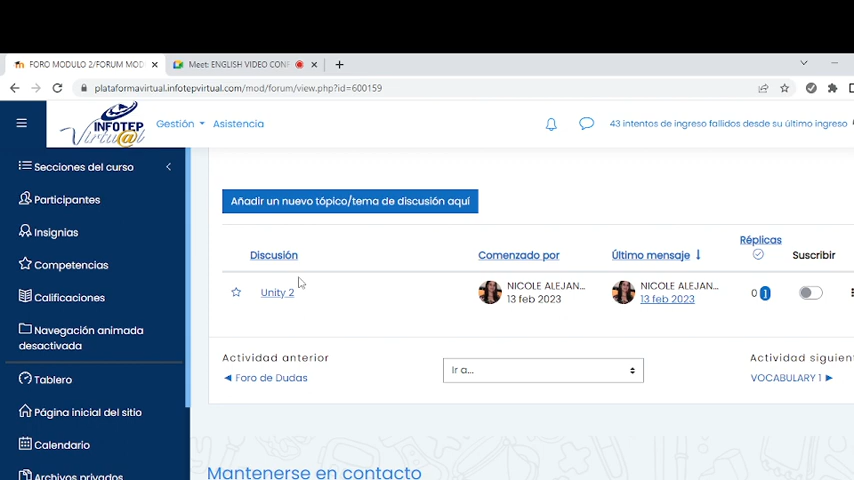 FORO MODULO 2/FORUM MOD
Meet: ENGLISH VIDEO CONF
plataformavirtual.infotepvirtual.com/mod/forum/view.php?id=600159
INFOTEP
Virtu@l
Gestión
Asistencia
43 intentos de ingreso fallidos desde su último ingreso
Secciones del curso
Participantes
Insignias
Competencias
Calificaciones
Navegación animada
desactivada
Tablero
Página inicial del sitio
Calendario
Archivos privados
Añadir un nuevo tópico/tema de discusión aquí
Discusión
Comenzado por
Último mensaje
Réplicas
Suscribir
Unity 2
NICOLE ALEJAN...
13 feb 2023
NICOLE ALEJAN...
13 feb 2023
0 1
Actividad anterior
Foro de Dudas
Ir a...
Actividad siguien
VOCABULARY 1
Mantenerse en contacto